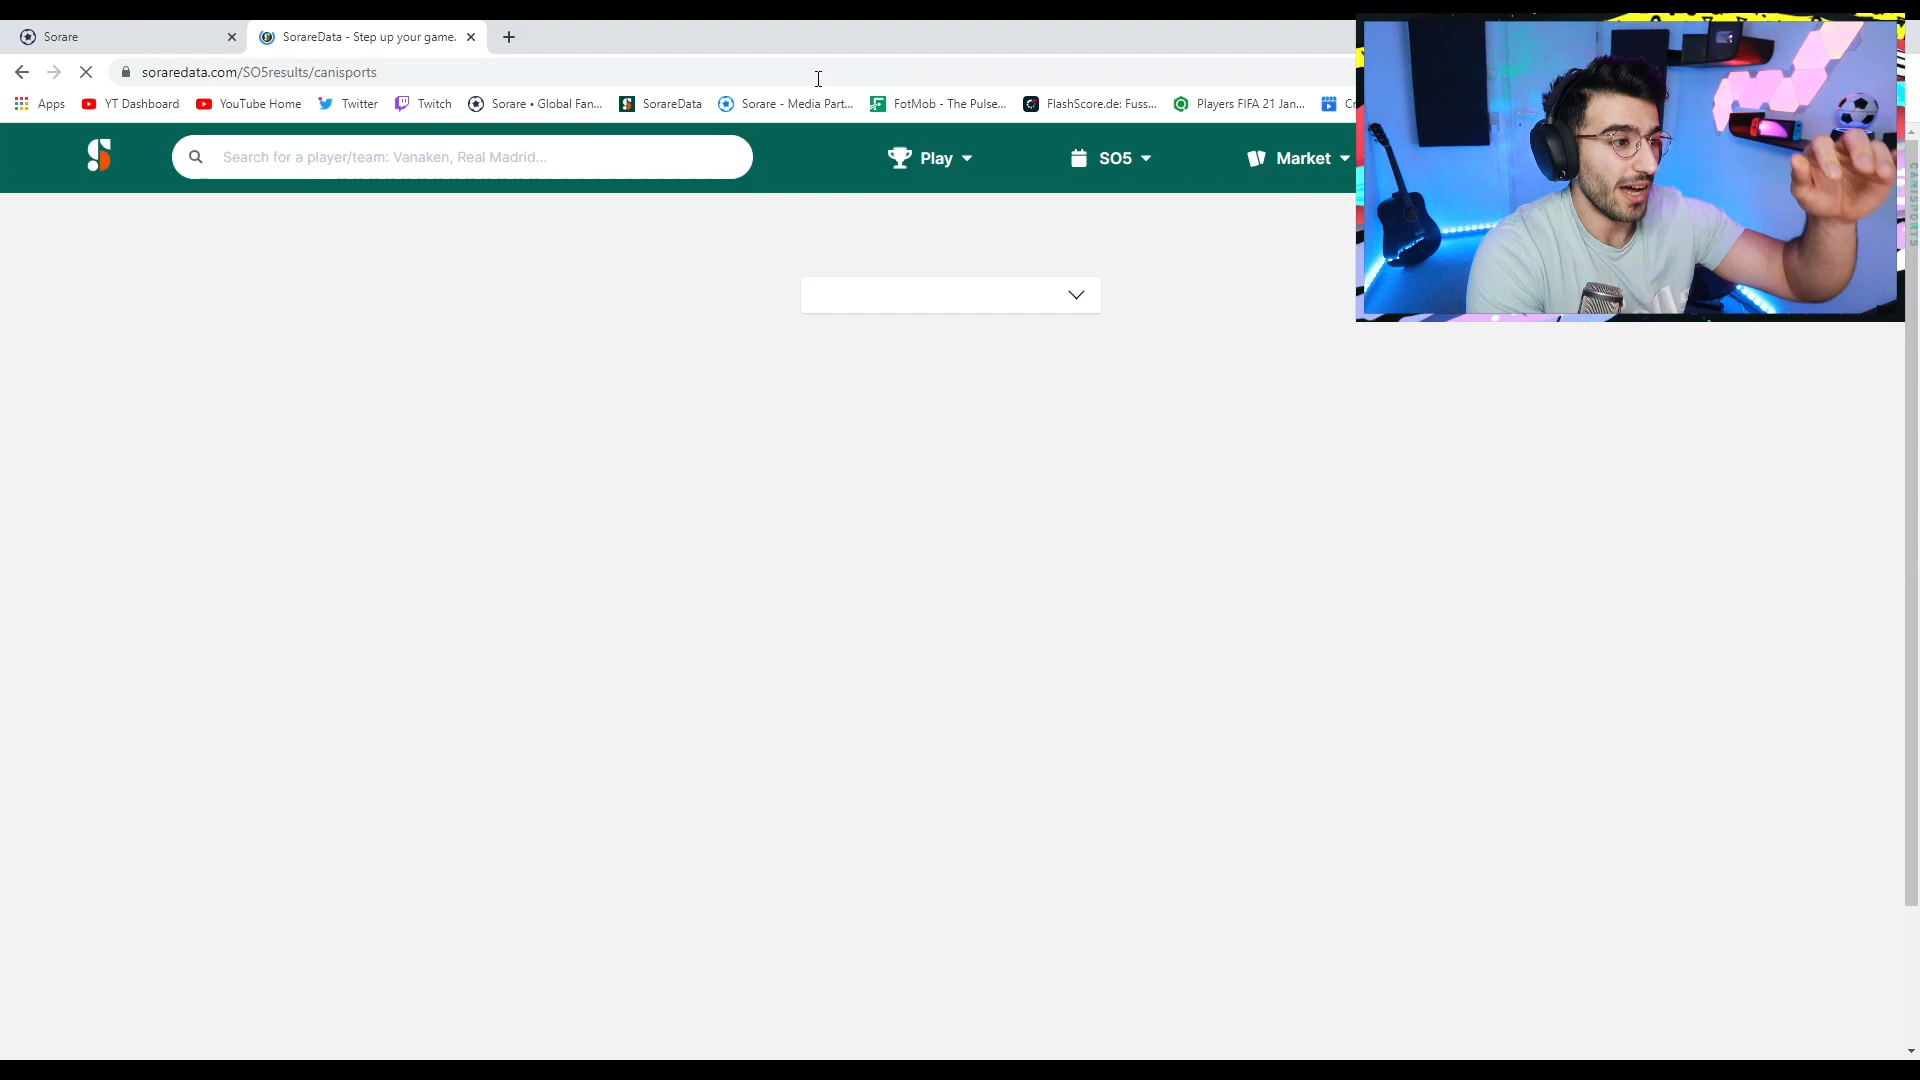 Sorare
SorareData - Step up your game.
soraredata.com/SO5results/canisports
Apps
YT Dashboard
YouTube Home
Twitter
Twitch
Sorare • Global Fan...
SorareData
Sorare - Media Part...
FotMob - The Pulse...
FlashScore.de: Fuss...
Players FIFA 21 Jan...
Search for a player/team: Vanaken, Real Madrid...
Play
SO5
Market
CANISPORTS